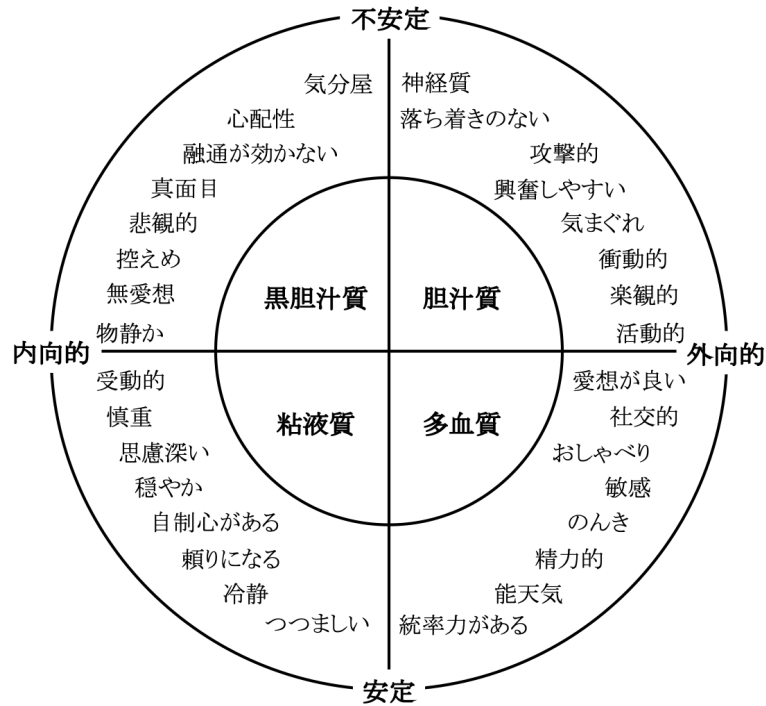 不安定
気分屋
心配性
融通が効かない
真面目
悲観的
控えめ
無愛想
物静か
神経質
落ち着きのない
攻撃的
興奮しやすい
気まぐれ
衝動的
楽観的
活動的
黒胆汁質
胆汁質
内向的
外向的
粘液質
多血質
受動的
慎重
思慮深い
穏やか
自制心がある
頼りになる
冷静
つつましい
愛想が良い
社交的
おしゃべり
敏感
のんき
精力的
能天気
統率力がある
安定